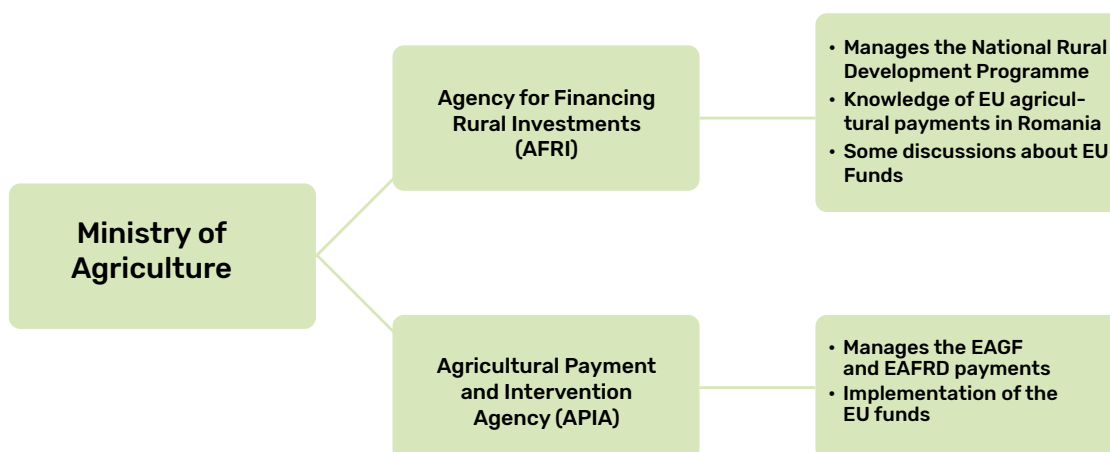 Ministry of
Agriculture
Agency for Financing
Rural Investments
(AFRI)
• Manages the National Rural
Development Programme
• Knowledge of EU agricul-
tural payments in Romania
• Some discussions about EU
Funds
Agricultural Payment
and Intervention
Agency (APIA)
• Manages the EAGF
and EAFRD payments
• Implementation of the
EU funds